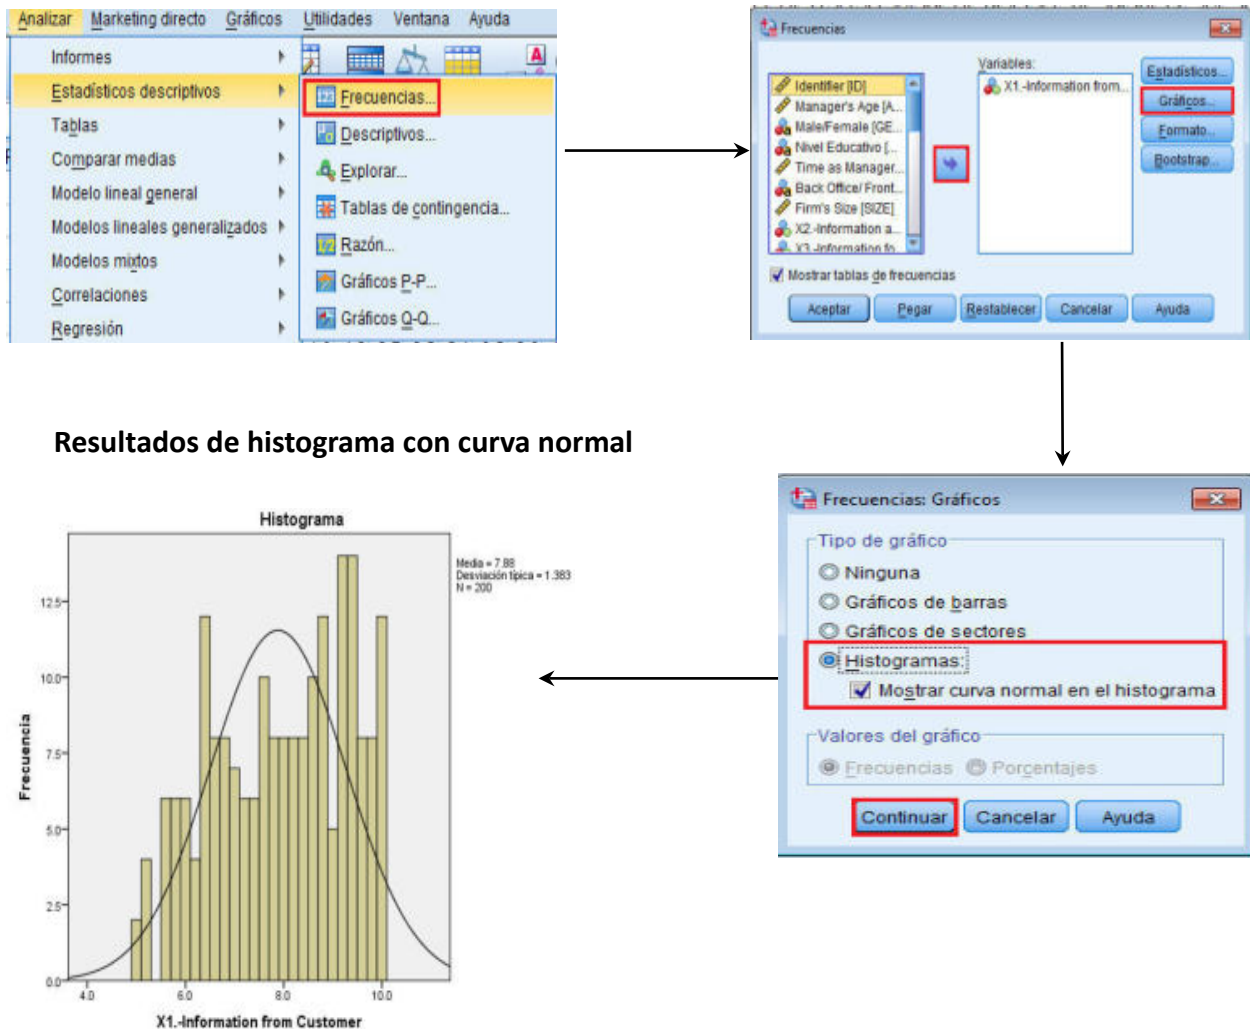 Analizar Marketing directo Gráficos Utilidades Ventana Ayuda
Informes
Estadísticos descriptivos
Tablas
Comparar medias
Modelo lineal general
Modelos lineales generalizados
Modelos mixtos
Correlaciones
Regresión
Frecuencias...
Descriptivos...
Explorar...
Tablas de contingencia...
Razón...
Gráficos P-P...
Gráficos Q-Q...
Frecuencias
Variables:
Identifier [ID]
Manager's Age [A...
Male/Female [GE...
Nivel Educativo [...
Time as Manager...
Back Office/ Front...
Firm's Size [SIZE]
X2.-Information a...
X3.-Information fo...
X1.-Information from...
Estadísticos...
Gráficos...
Formato...
Bootstrap...
Mostrar tablas de frecuencias
Aceptar Pegar Restablecer Cancelar Ayuda
Resultados de histograma con curva normal
Frecuencias: Gráficos
Tipo de gráfico
Ninguna
Gráficos de barras
Gráficos de sectores
Histogramas:
Mostrar curva normal en el histograma
Valores del gráfico
Frecuencias Porcentajes
Continuar Cancelar Ayuda
Histograma
Media = 7.88
Desviación típica = 1.383
N = 200
Frecuencia
12.5
10.0
7.5
5.0
2.5
0.0
4.0 6.0 8.0 10.0
X1.-Information from Customer